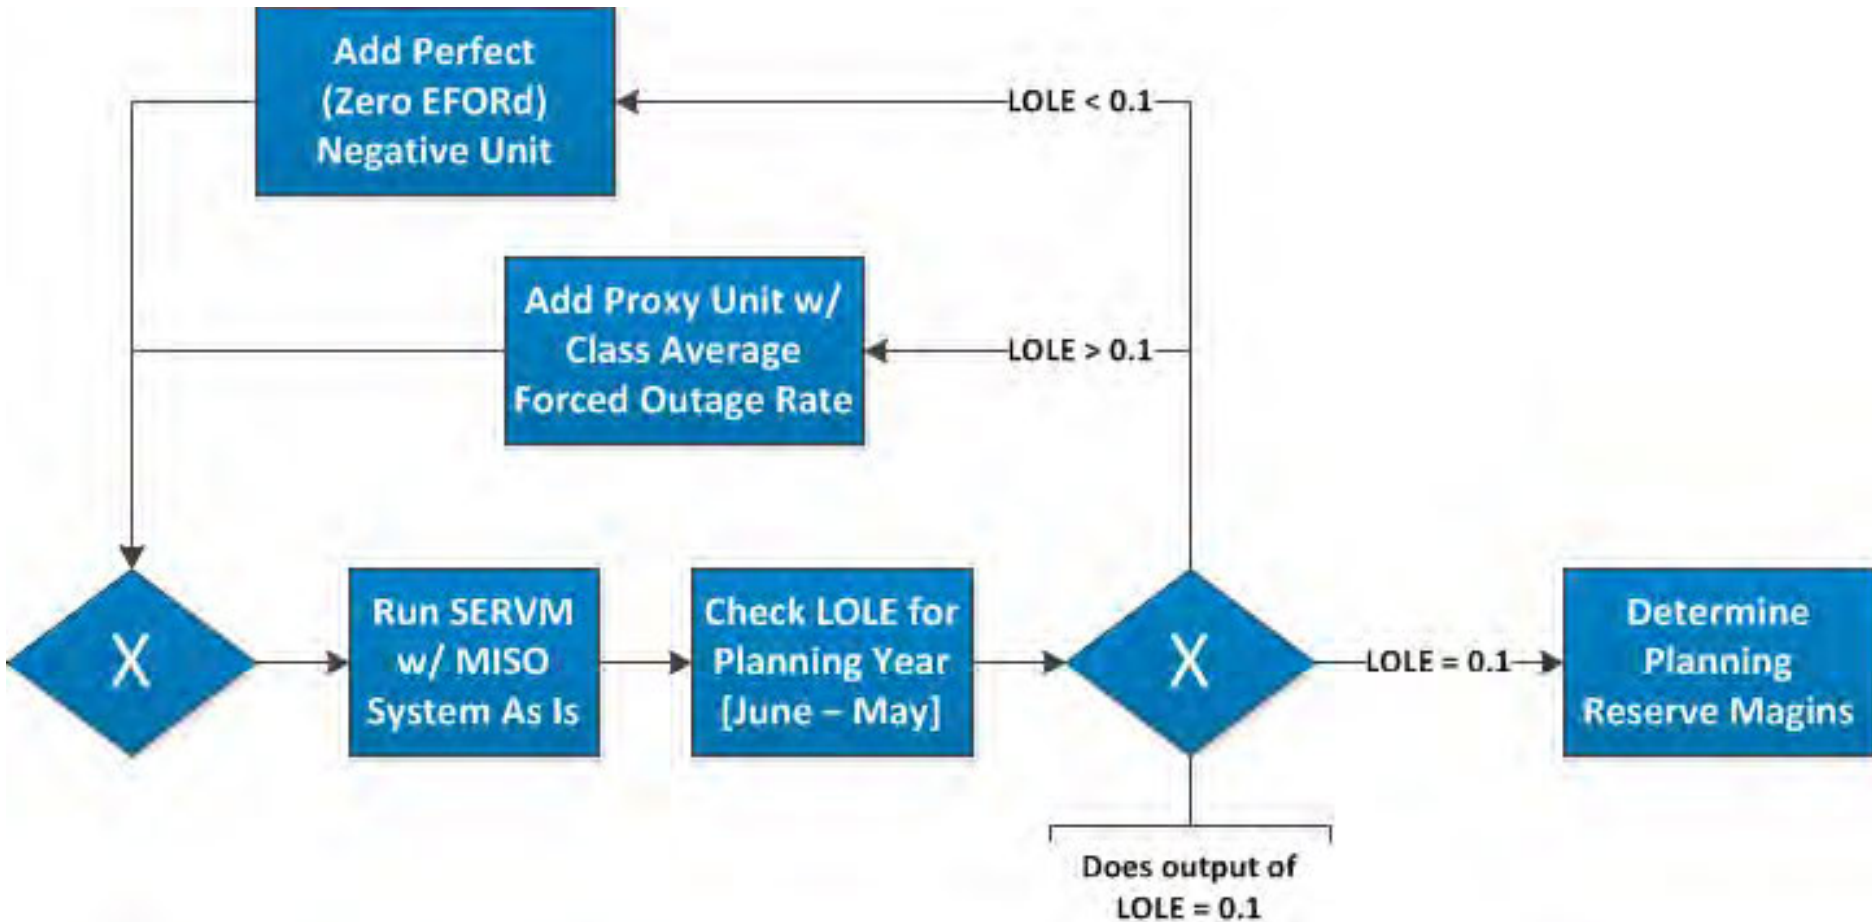 Add Perfect
(Zero EFORd)
Negative Unit
LOLE < 0.1
Add Proxy Unit w/
Class Average
Forced Outage Rate
LOLE > 0.1
X
Run SERVM
w/ MISO
System As Is
Check LOLE for
Planning Year
[June – May]
X
LOLE = 0.1
Determine
Planning
Reserve Magins
Does output of
LOLE = 0.1